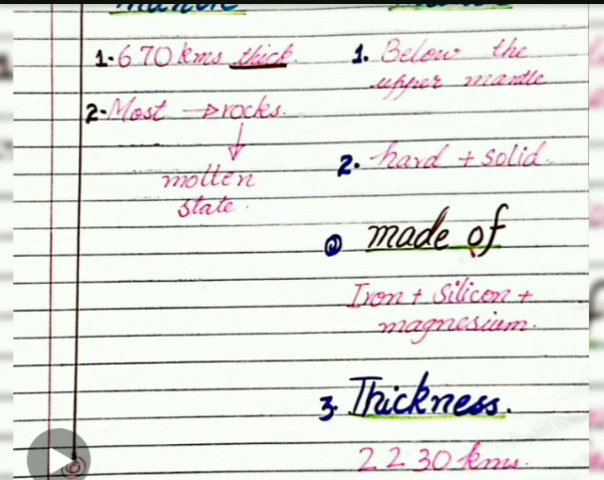 1. 670 kms thick.
2- Most → rocks.
↓
molten
state.
1. Below the
upper mantle
2. hard + solid.
made of
Iron + Silicon +
magnesium.
3. Thickness.
2230 kms.